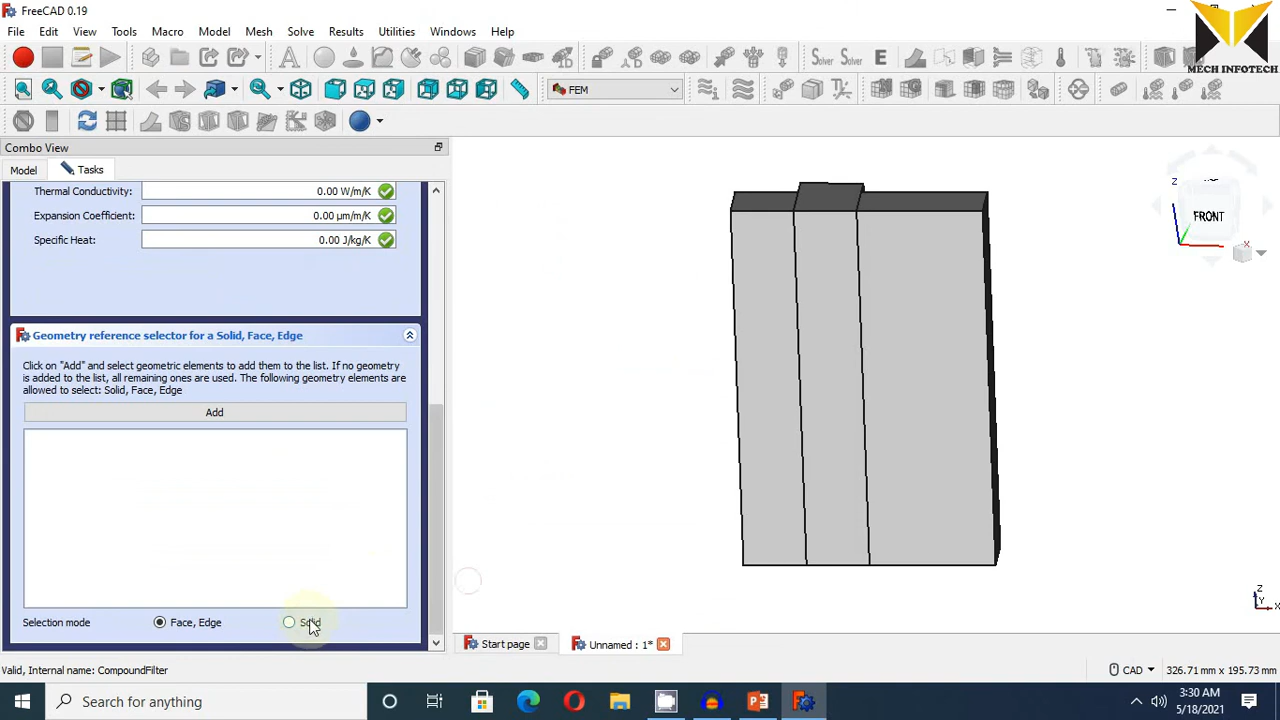 FreeCAD 0.19
File Edit View Tools Macro Model Mesh Solve Results Utilities Windows Help
MECH INFOTECH
FEM
Combo View
Model Tasks
Thermal Conductivity: 0.00 W/m/K
Expansion Coefficient: 0.00 µm/m/K
Specific Heat: 0.00 J/kg/K
Geometry reference selector for a Solid, Face, Edge
Click on "Add" and select geometric elements to add them to the list. If no geometry
is added to the list, all remaining ones are used. The following geometry elements are
allowed to select: Solid, Face, Edge
Add
Selection mode Face, Edge Solid
Z
FRONT
X
Z
Y
X
Start page Unnamed : 1*
Valid, Internal name: CompoundFilter
CAD 326.71 mm x 195.73 mm
Search for anything
3:30 AM
5/18/2021